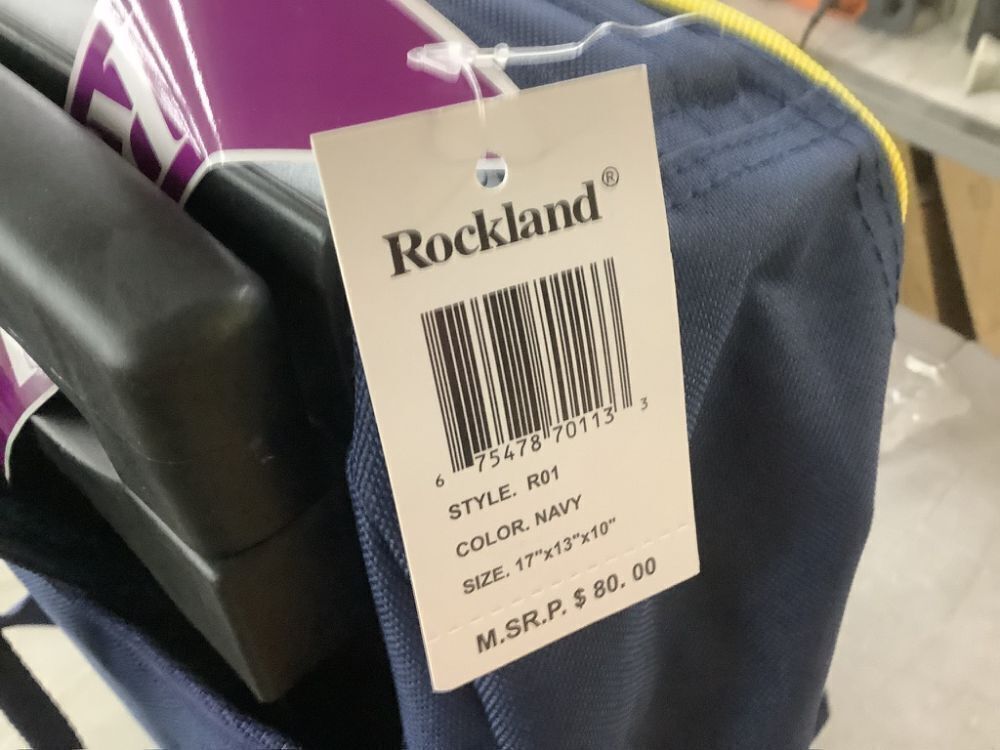 Rockland®
6 75478 70113 3
STYLE. R01
COLOR. NAVY
SIZE. 17"x13"x10"
M.SR.P. $ 80. 00